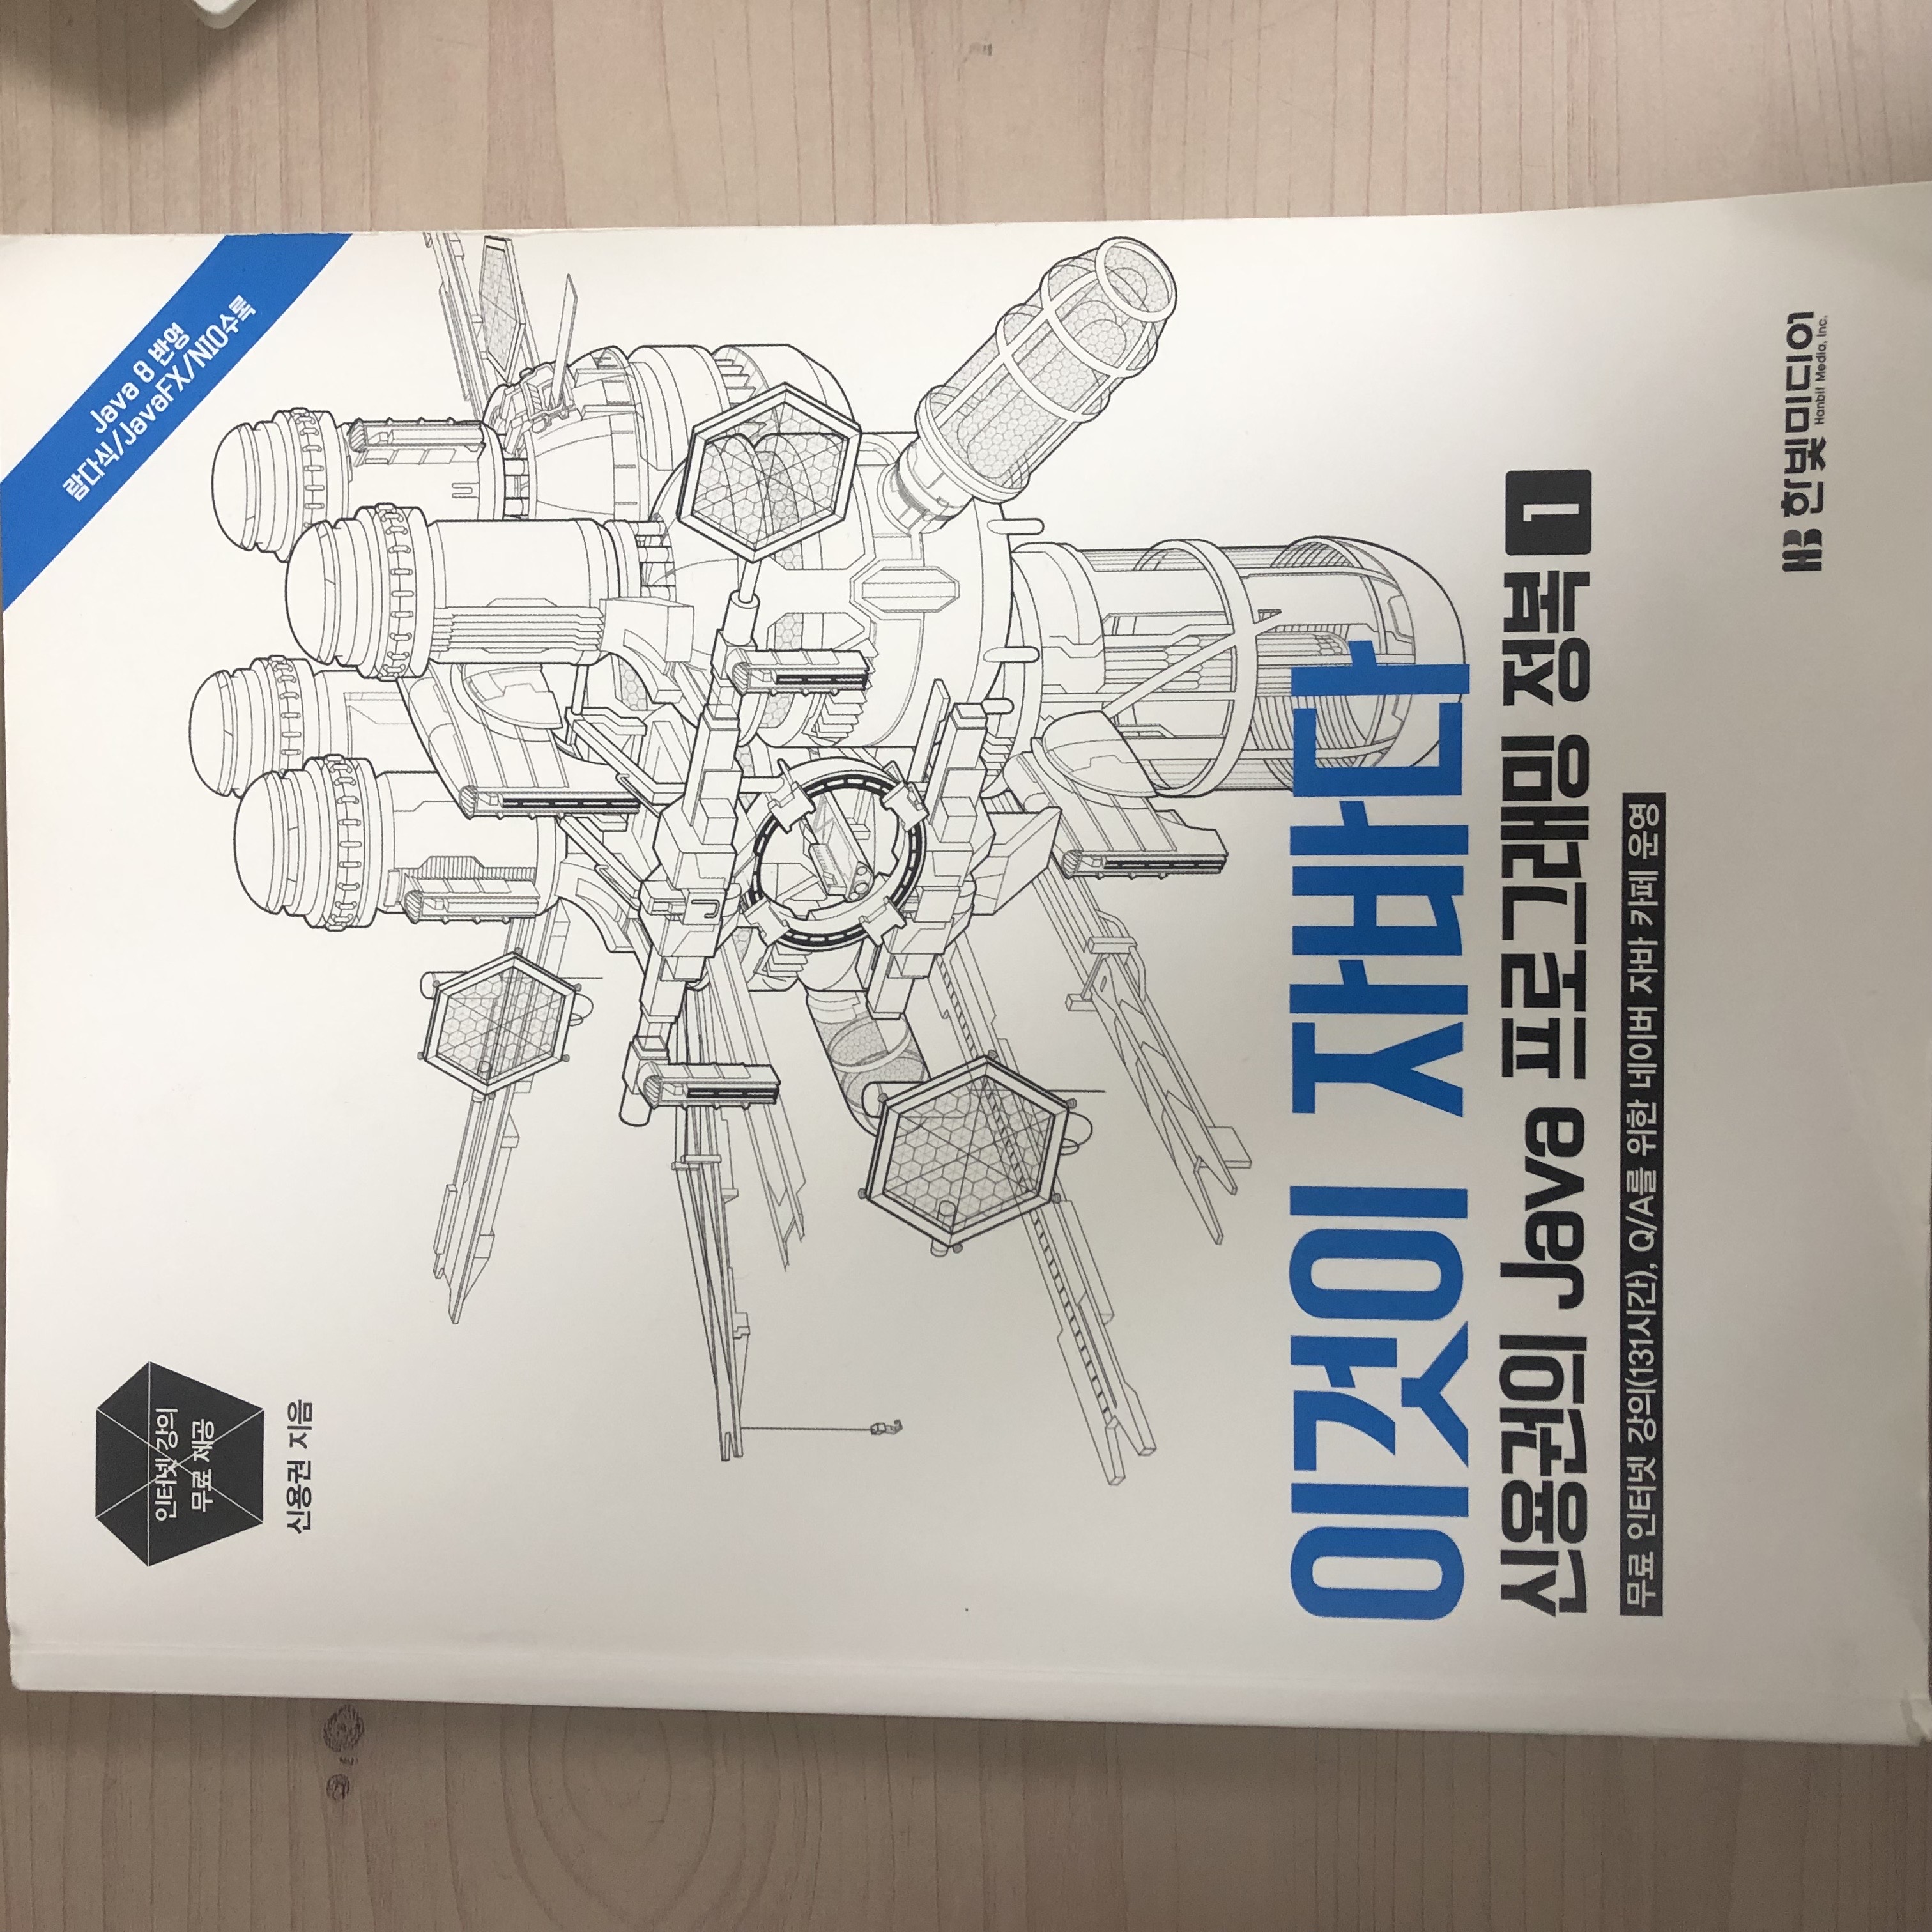 Java 8 반영
람다식/JavaFX/NIO수록
인터넷 강의
무료 제공
신용권 지음
J
이것이 자바다
신용권의 Java 프로그래밍 정복 1
무료 인터넷 강의(131시간), Q/A를 위한 네이버 자바 카페 운영
HB 한빛미디어
Hanbit Media, Inc.